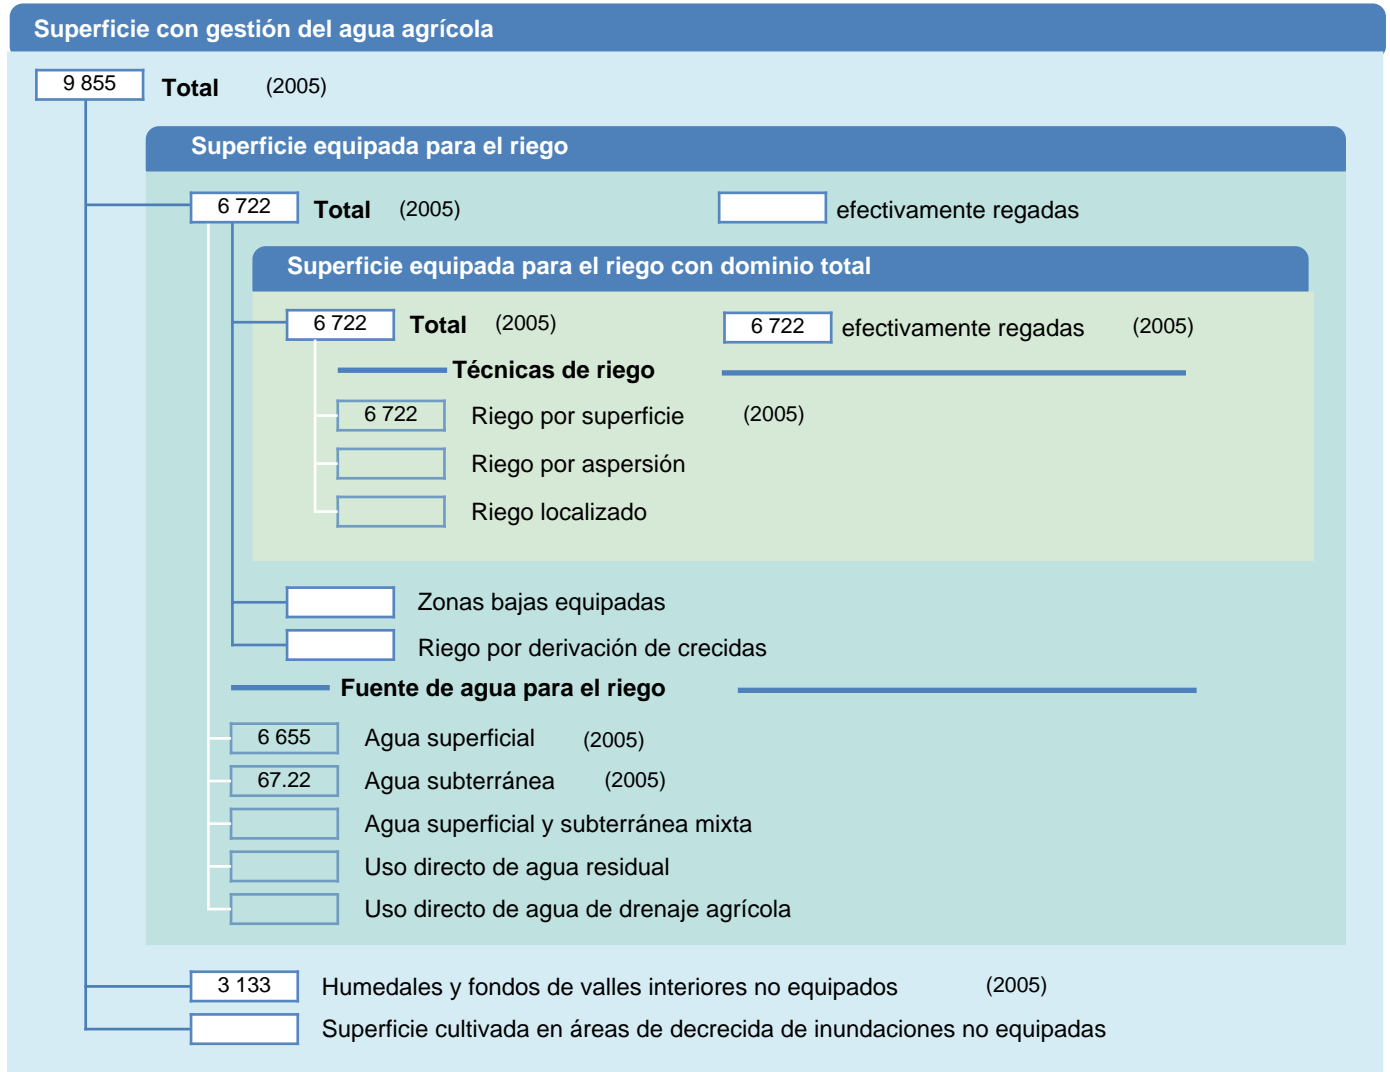 Superficie con gestión del agua agrícola
9 855 Total (2005)
Superficie equipada para el riego
6 722 Total (2005) efectivamente regadas
Superficie equipada para el riego con dominio total
6 722 Total (2005) 6 722 efectivamente regadas (2005)
Técnicas de riego
6 722 Riego por superficie (2005)
Riego por aspersión
Riego localizado
Zonas bajas equipadas
Riego por derivación de crecidas
Fuente de agua para el riego
6 655 Agua superficial (2005)
67.22 Agua subterránea (2005)
Agua superficial y subterránea mixta
Uso directo de agua residual
Uso directo de agua de drenaje agrícola
3 133 Humedales y fondos de valles interiores no equipados (2005)
Superficie cultivada en áreas de decrecida de inundaciones no equipadas